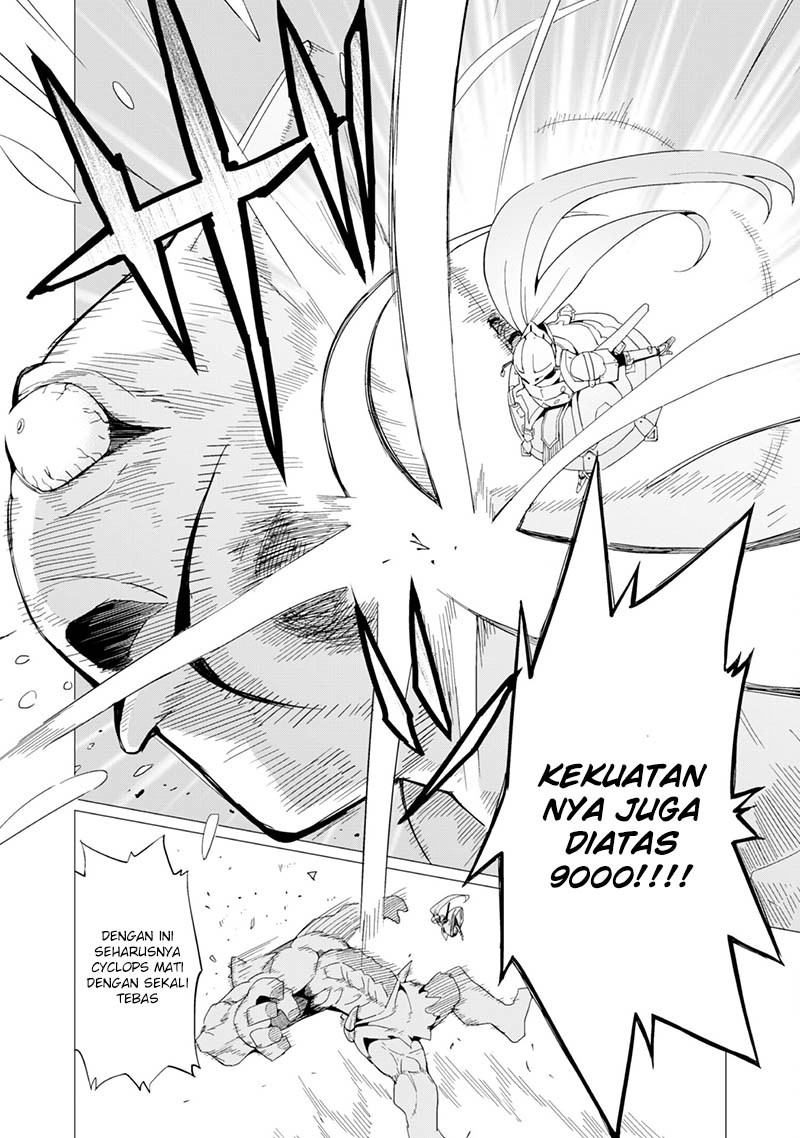 KEKUATAN
NYA JUGA
DIATAS
9000!!!!
DENGAN INI
SEHARUSNYA
CYCLOPS MATI
DENGAN SEKALI
TEBAS